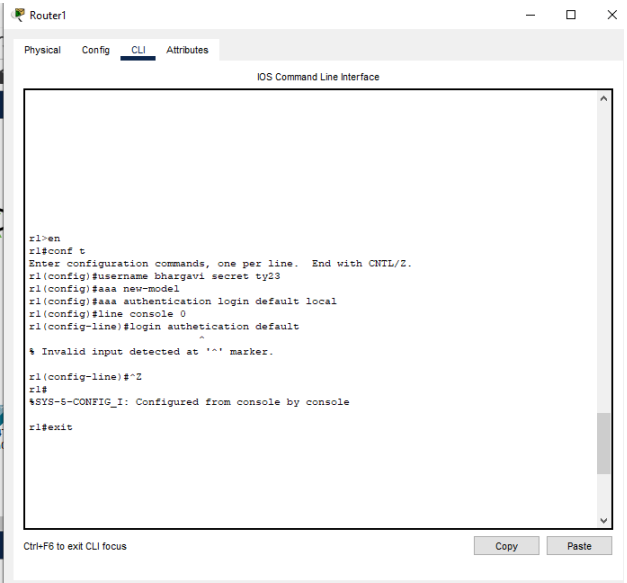 Router1
Physical Config CLI Attributes
IOS Command Line Interface
r1>en
r1#conf t
Enter configuration commands, one per line. End with CNTL/Z.
r1(config)#username bhargavi secret ty23
r1(config)#aaa new-model
r1(config)#aaa authentication login default local
r1(config)#line console 0
r1(config-line)#login authetication default
^
% Invalid input detected at '^' marker.
r1(config-line)#^Z
r1#
%SYS-5-CONFIG_I: Configured from console by console
r1#exit
Ctrl+F6 to exit CLI focus
Copy Paste